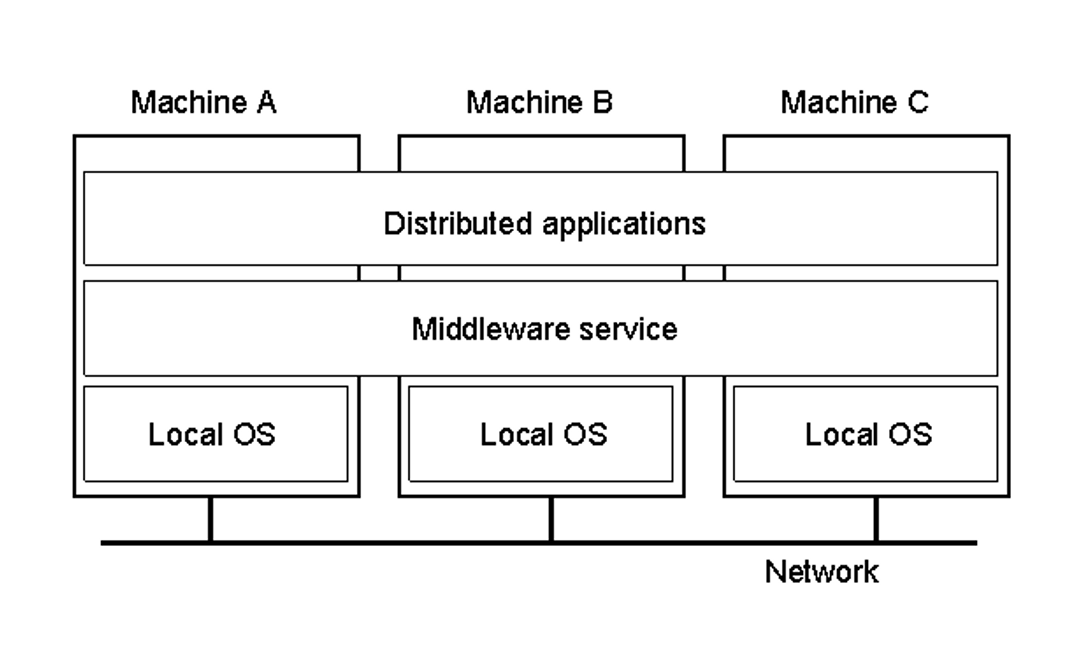 Machine A
Machine B
Machine C
Distributed applications
Middleware service
Local OS
Local OS
Local OS
Network